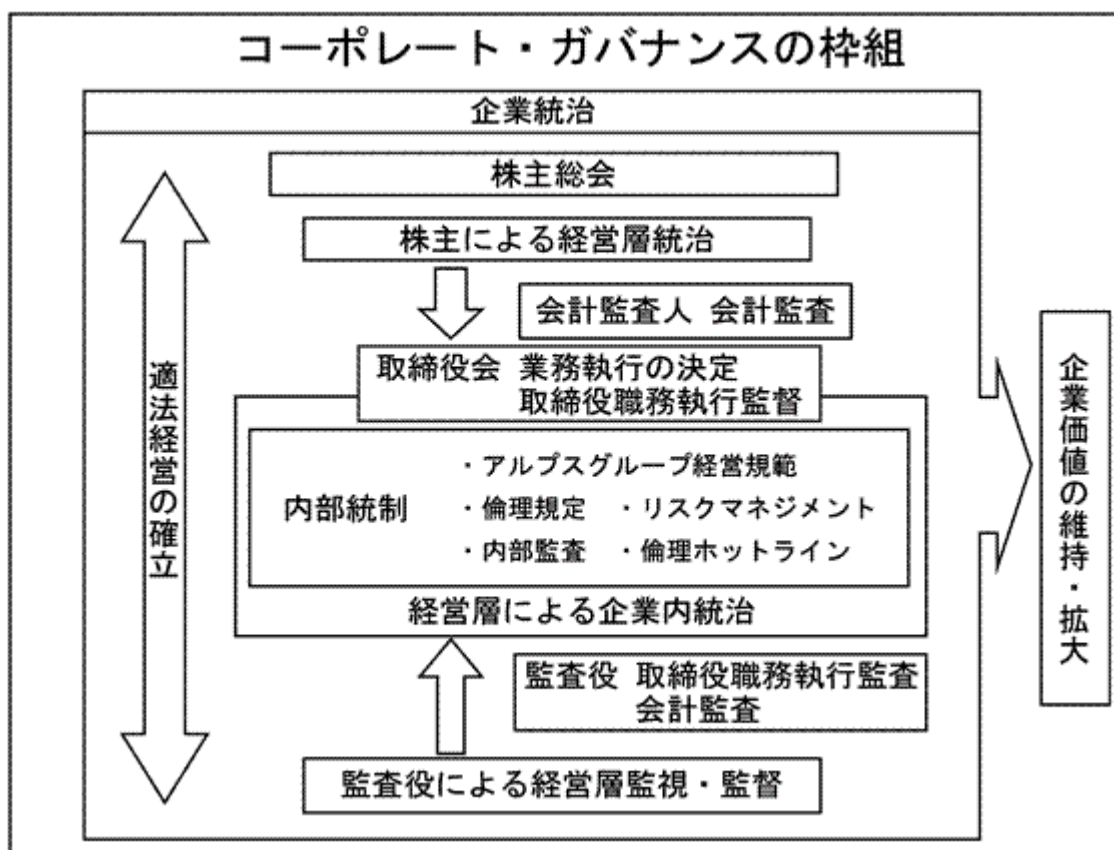 コーポレート・ガバナンスの枠組
企業統治
株主総会
株主による経営層統治
会計監査人 会計監査
取締役会 業務執行の決定
取締役職務執行監督
内部統制
・アルプスグループ経営規範
・倫理規定 ・リスクマネジメント
・内部監査 ・倫理ホットライン
経営層による企業内統治
監査役 取締役職務執行監査
会計監査
監査役による経営層監視・監督
適法経営の確立
企業価値の維持・拡大